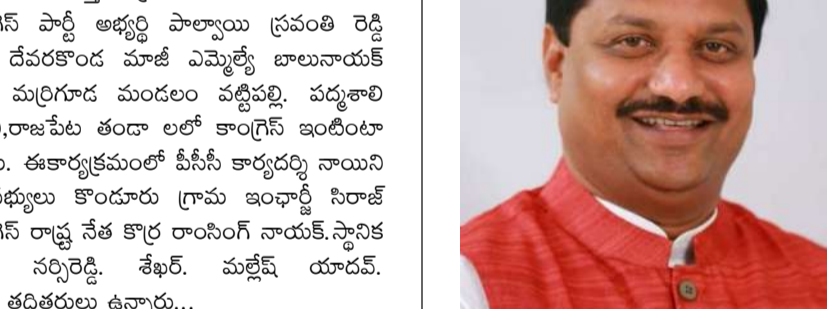 పార్టీ అభ్యర్థి పాల్వాయి స్రవంతి రెడ్డి
దేవరకొండ మాజీ ఎమ్మెల్యే బాలునాయక్
మర్రిగూడ మండలం వట్టిపల్లి. పద్మశాలి
,రాజపేట తండా లలో కాంగ్రెస్ ఇంటింటా
. ఈకార్యక్రమంలో పీసీసీ కార్యదర్శి నాయిని
కొండూరు గ్రామ ఇంఛార్జీ సిరాజ్
రాష్ట్ర నేత కొర్ర రాంసింగ్ నాయక్.స్థానిక
నర్సిరెడ్డి. శేఖర్. మల్లేష్ యాదవ్.
తదితరులు ఉన్నారు...